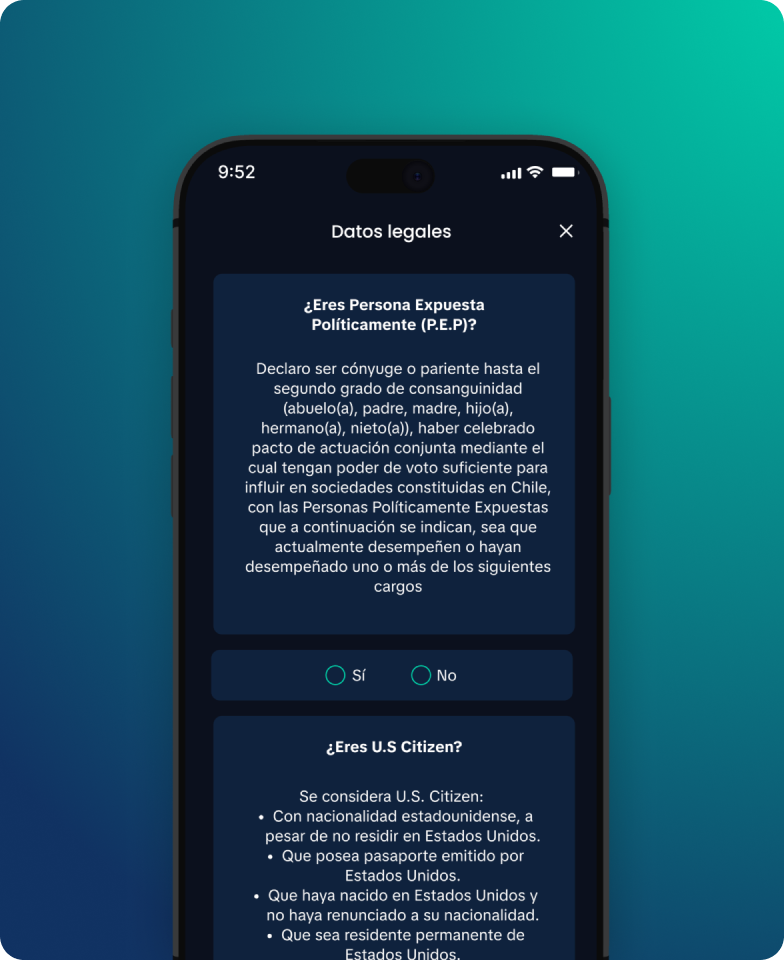 9:52
Datos legales
¿Eres Persona Expuesta
Políticamente (P.E.P)?
Declaro ser cónyuge o pariente hasta el
segundo grado de consanguinidad
(abuelo(a), padre, madre, hijo(a),
hermano(a), nieto(a)), haber celebrado
pacto de actuación conjunta mediante el
cual tengan poder de voto suficiente para
influir en sociedades constituidas en Chile,
con las Personas Políticamente Expuestas
que a continuación se indican, sea que
actualmente desempeñen o hayan
desempeñado uno o más de los siguientes
cargos
Sí No
¿Eres U.S Citizen?
Se considera U.S. Citizen:
• Con nacionalidad estadounidense, a
pesar de no residir en Estados Unidos.
• Que posea pasaporte emitido por
Estados Unidos.
• Que haya nacido en Estados Unidos y
no haya renunciado a su nacionalidad.
• Que sea residente permanente de
Estados Unidos.